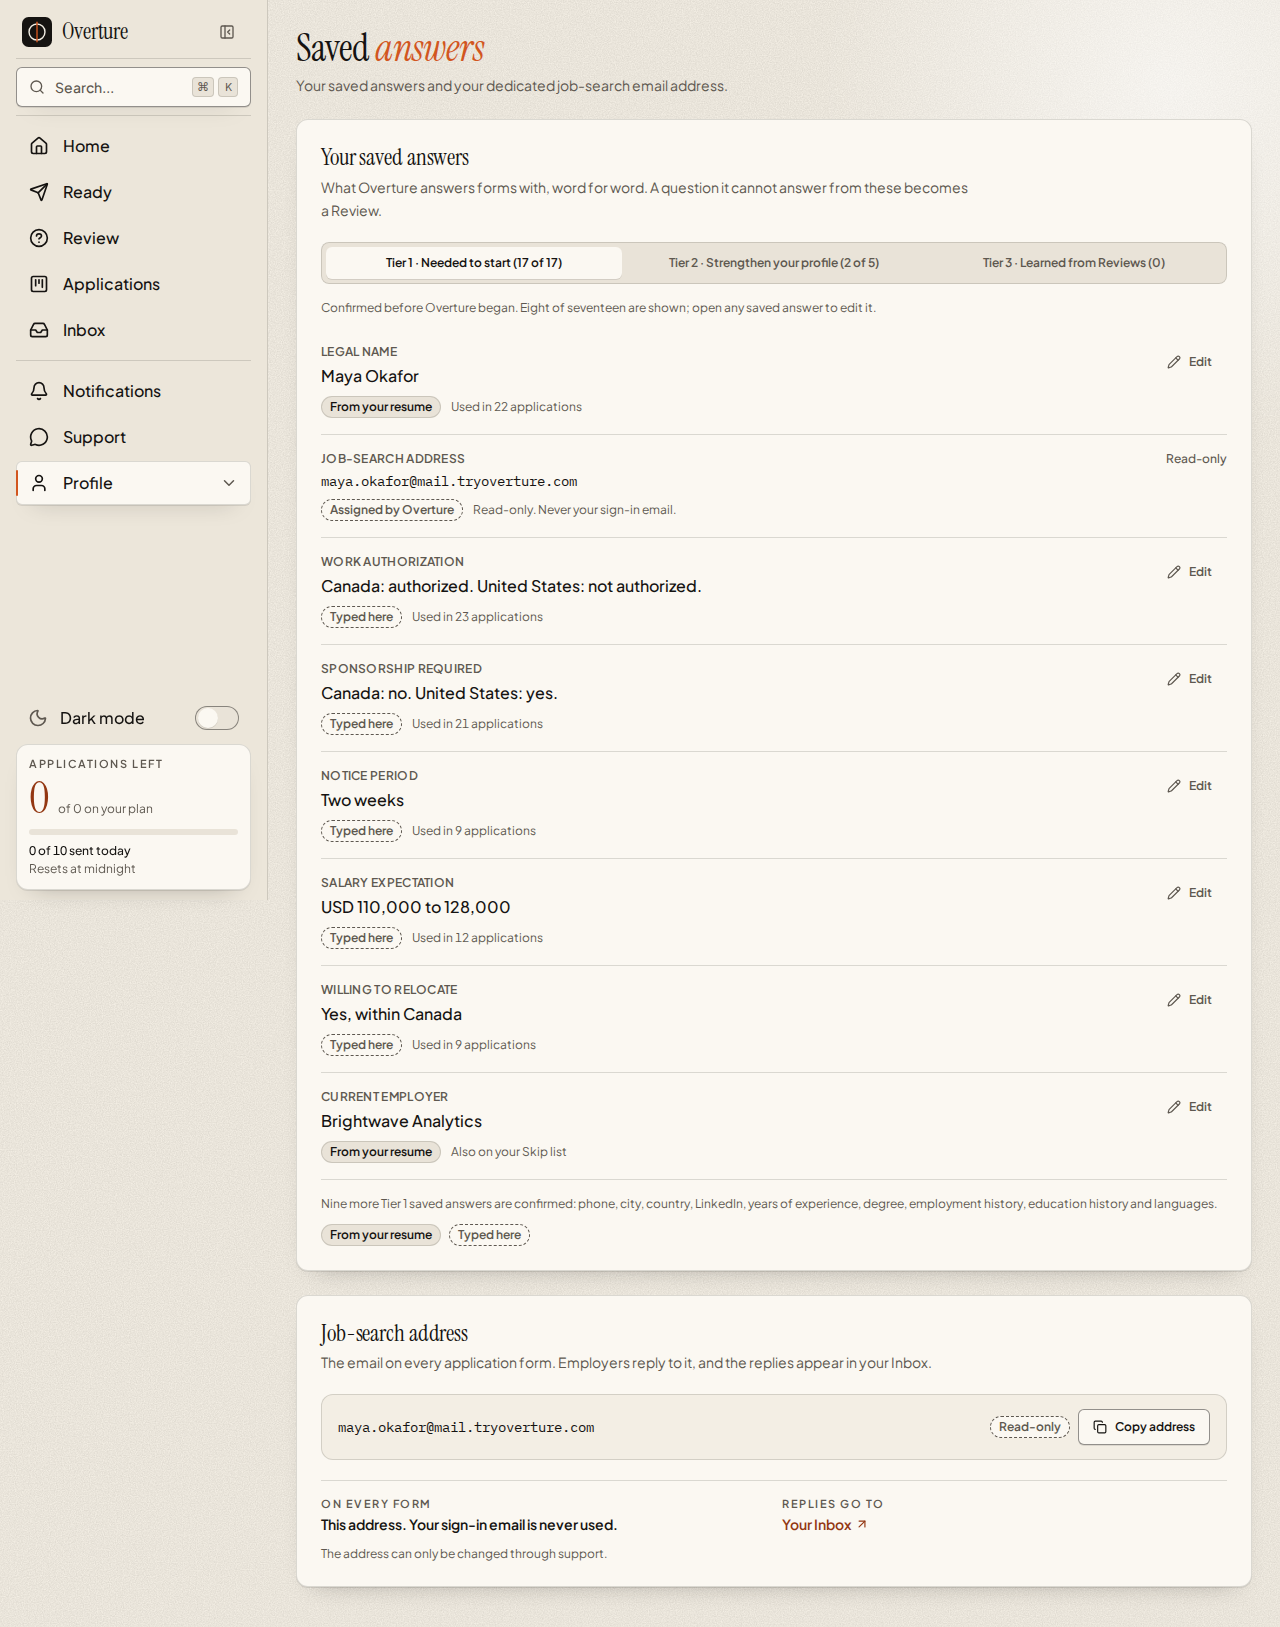 Overture
Search...
⌘ K
Home
Ready
Review
Applications
Inbox
Notifications
Support
Profile
Dark mode
APPLICATIONS LEFT
0 of 0 on your plan
0 of 10 sent today
Resets at midnight
Saved answers
Your saved answers and your dedicated job-search email address.
Your saved answers
What Overture answers forms with, word for word. A question it cannot answer from these becomes
a Review.
Tier 1 · Needed to start (17 of 17)
Tier 2 · Strengthen your profile (2 of 5)
Tier 3 · Learned from Reviews (0)
Confirmed before Overture began. Eight of seventeen are shown; open any saved answer to edit it.
LEGAL NAME
Maya Okafor
From your resume Used in 22 applications
Edit
JOB-SEARCH ADDRESS
Read-only
maya.okafor@mail.tryoverture.com
Assigned by Overture Read-only. Never your sign-in email.
WORK AUTHORIZATION
Canada: authorized. United States: not authorized.
Typed here Used in 23 applications
Edit
SPONSORSHIP REQUIRED
Canada: no. United States: yes.
Typed here Used in 21 applications
Edit
NOTICE PERIOD
Two weeks
Typed here Used in 9 applications
Edit
SALARY EXPECTATION
USD 110,000 to 128,000
Typed here Used in 12 applications
Edit
WILLING TO RELOCATE
Yes, within Canada
Typed here Used in 9 applications
Edit
CURRENT EMPLOYER
Brightwave Analytics
From your resume Also on your Skip list
Edit
Nine more Tier 1 saved answers are confirmed: phone, city, country, LinkedIn, years of experience, degree, employment history, education history and languages.
From your resume Typed here
Job-search address
The email on every application form. Employers reply to it, and the replies appear in your Inbox.
maya.okafor@mail.tryoverture.com
Read-only
Copy address
ON EVERY FORM
This address. Your sign-in email is never used.
REPLIES GO TO
Your Inbox
The address can only be changed through support.